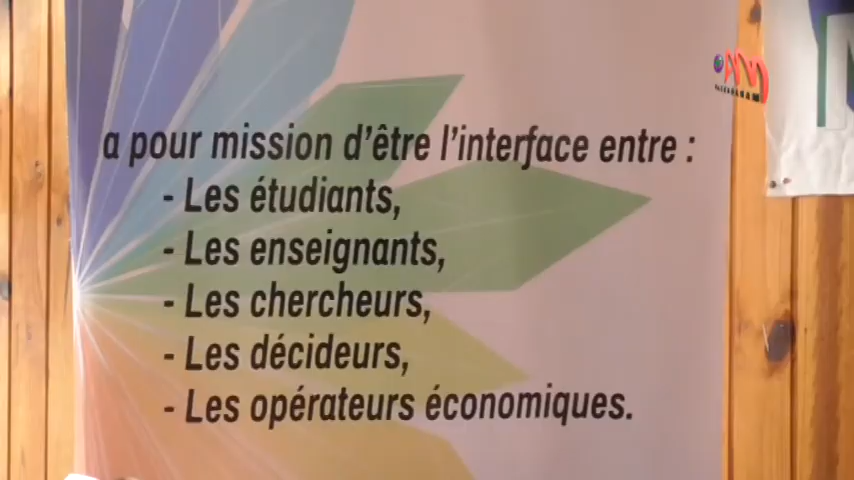 a pour mission d'être l'interface entre :
- Les étudiants,
- Les enseignants,
- Les chercheurs,
- Les décideurs,
- Les opérateurs économiques.